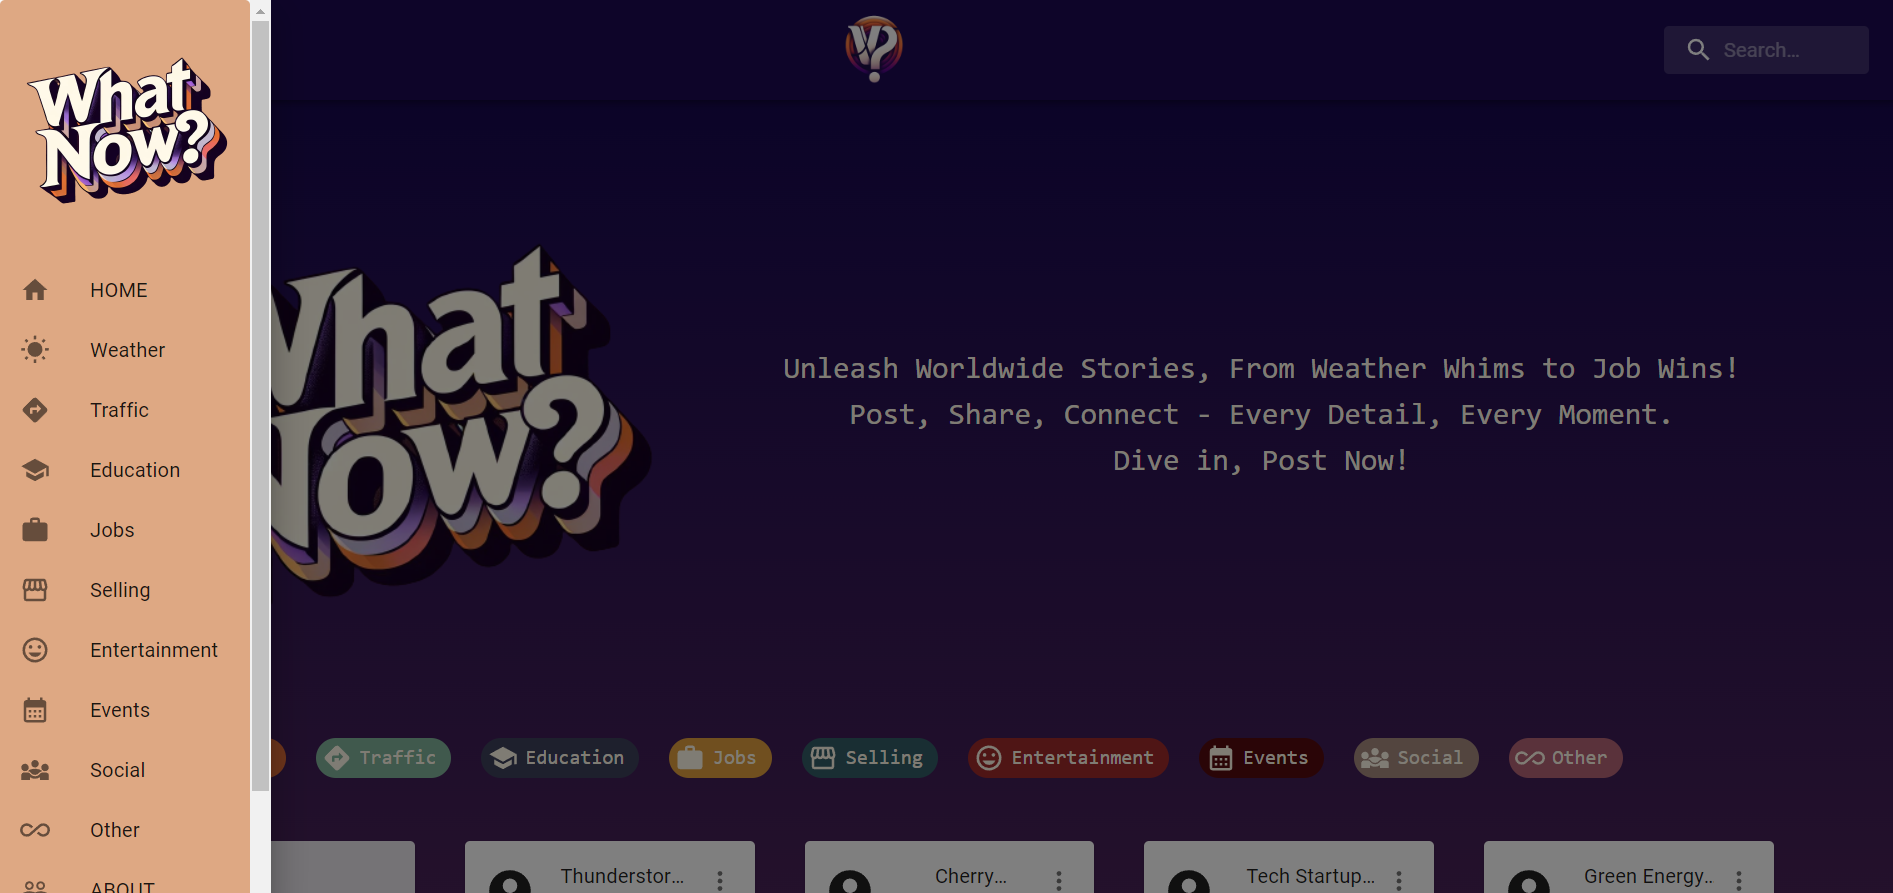 What
Now?
HOME
Weather
Traffic
Education
Jobs
Selling
Entertainment
Events
Social
Other
ABOUT
Search...
What
Now?
Unleash Worldwide Stories, From Weather Whims to Job Wins!
Post, Share, Connect - Every Detail, Every Moment.
Dive in, Post Now!
Traffic
Education
Jobs
Selling
Entertainment
Events
Social
Other
Thunderstor...
Cherry...
Tech Startup...
Green Energy...